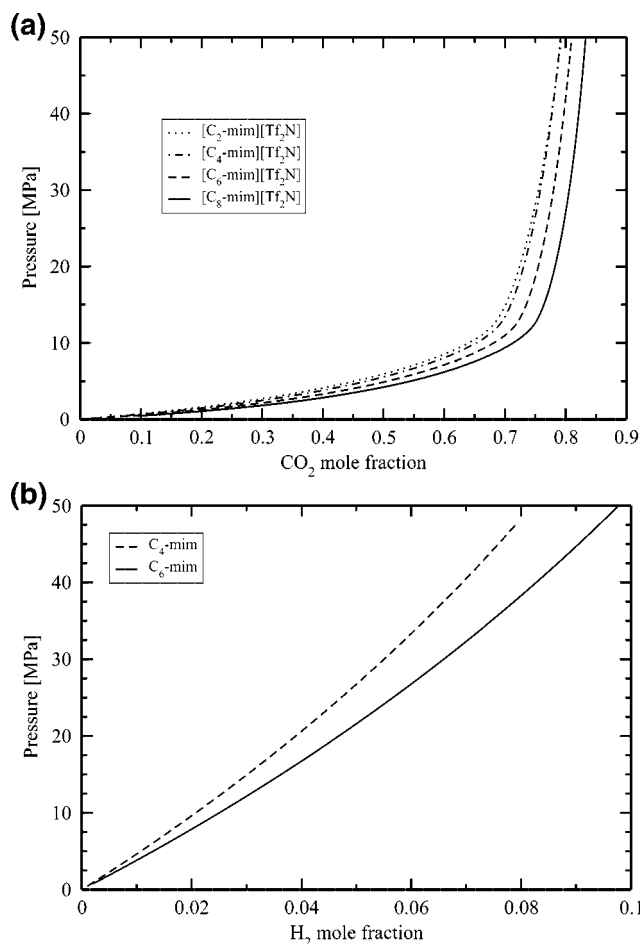 (a)
50
40
30
20
10
0
Pressure [MPa]
[C2-mim][Tf2N]
[C4-mim][Tf2N]
[C6-mim][Tf2N]
[C8-mim][Tf2N]
0 0.1 0.2 0.3 0.4 0.5 0.6 0.7 0.8 0.9
CO2 mole fraction
(b)
50
40
30
20
10
0
Pressure [MPa]
C4-mim
C6-mim
0 0.02 0.04 0.06 0.08 0.1
H2 mole fraction